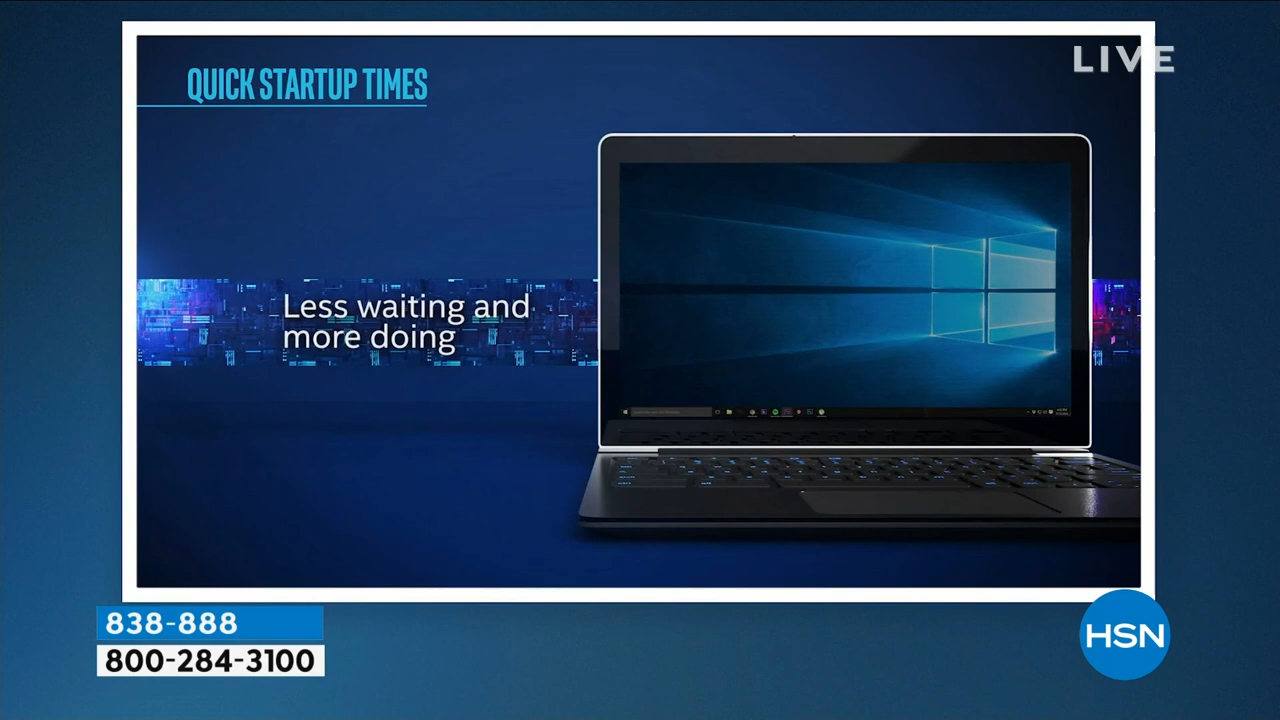 LIVE
QUICK STARTUP TIMES
Less waiting and
more doing
838-888
800-284-3100
HSN